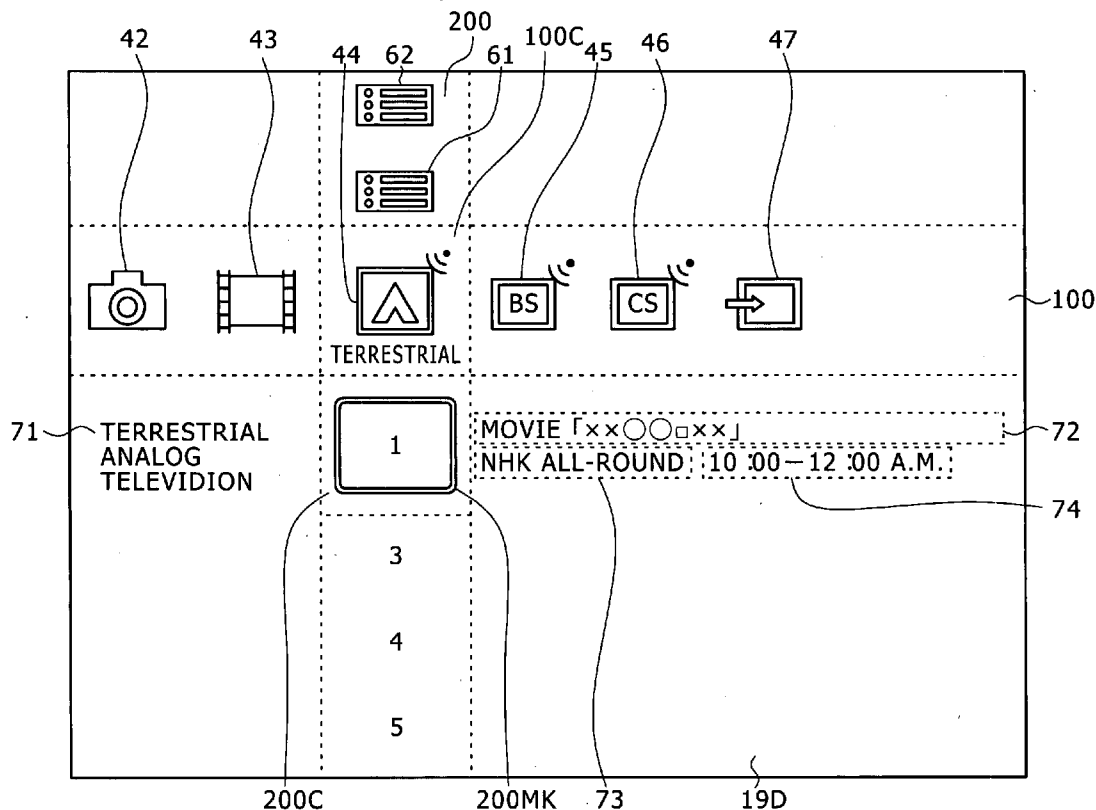 200
42 43 44 62 61 100C 45 46 47
BS CS
100
TERRESTRIAL
71 TERRESTRIAL
ANALOG
TELEVIDION
1
MOVIE「××○○□××」
72
NHK ALL-ROUND 10:00–12:00 A.M.
74
3
4
5
200C 200MK 73 19D